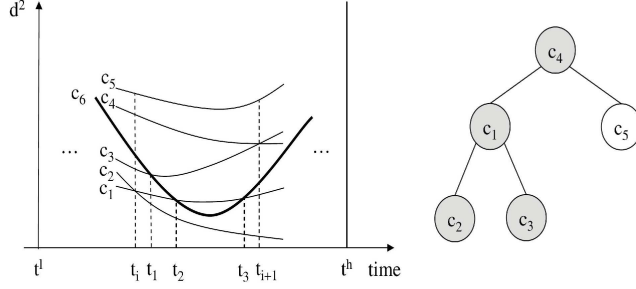 d²
c₅
c₆
c₄
c₃
c₂
c₁
...
...
tˡ
tᵢ
t₁
t₂
t₃
tᵢ₊₁
tʰ
time
c₄
c₁
c₅
c₂
c₃